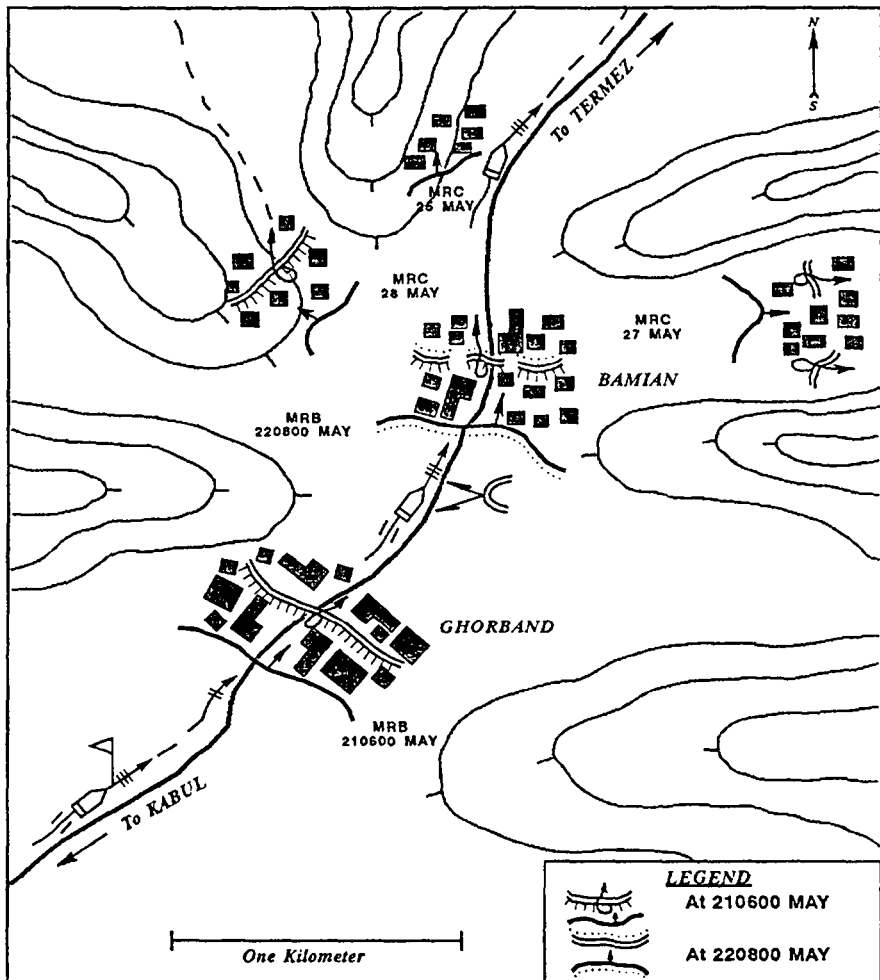 N
S
To TERMEZ
MRC
25 MAY
MRC
28 MAY
MRC
27 MAY
BAMIAN
MRB
220800 MAY
GHORBAND
MRB
210600 MAY
To KABUL
One Kilometer
LEGEND
At 210600 MAY
At 220800 MAY